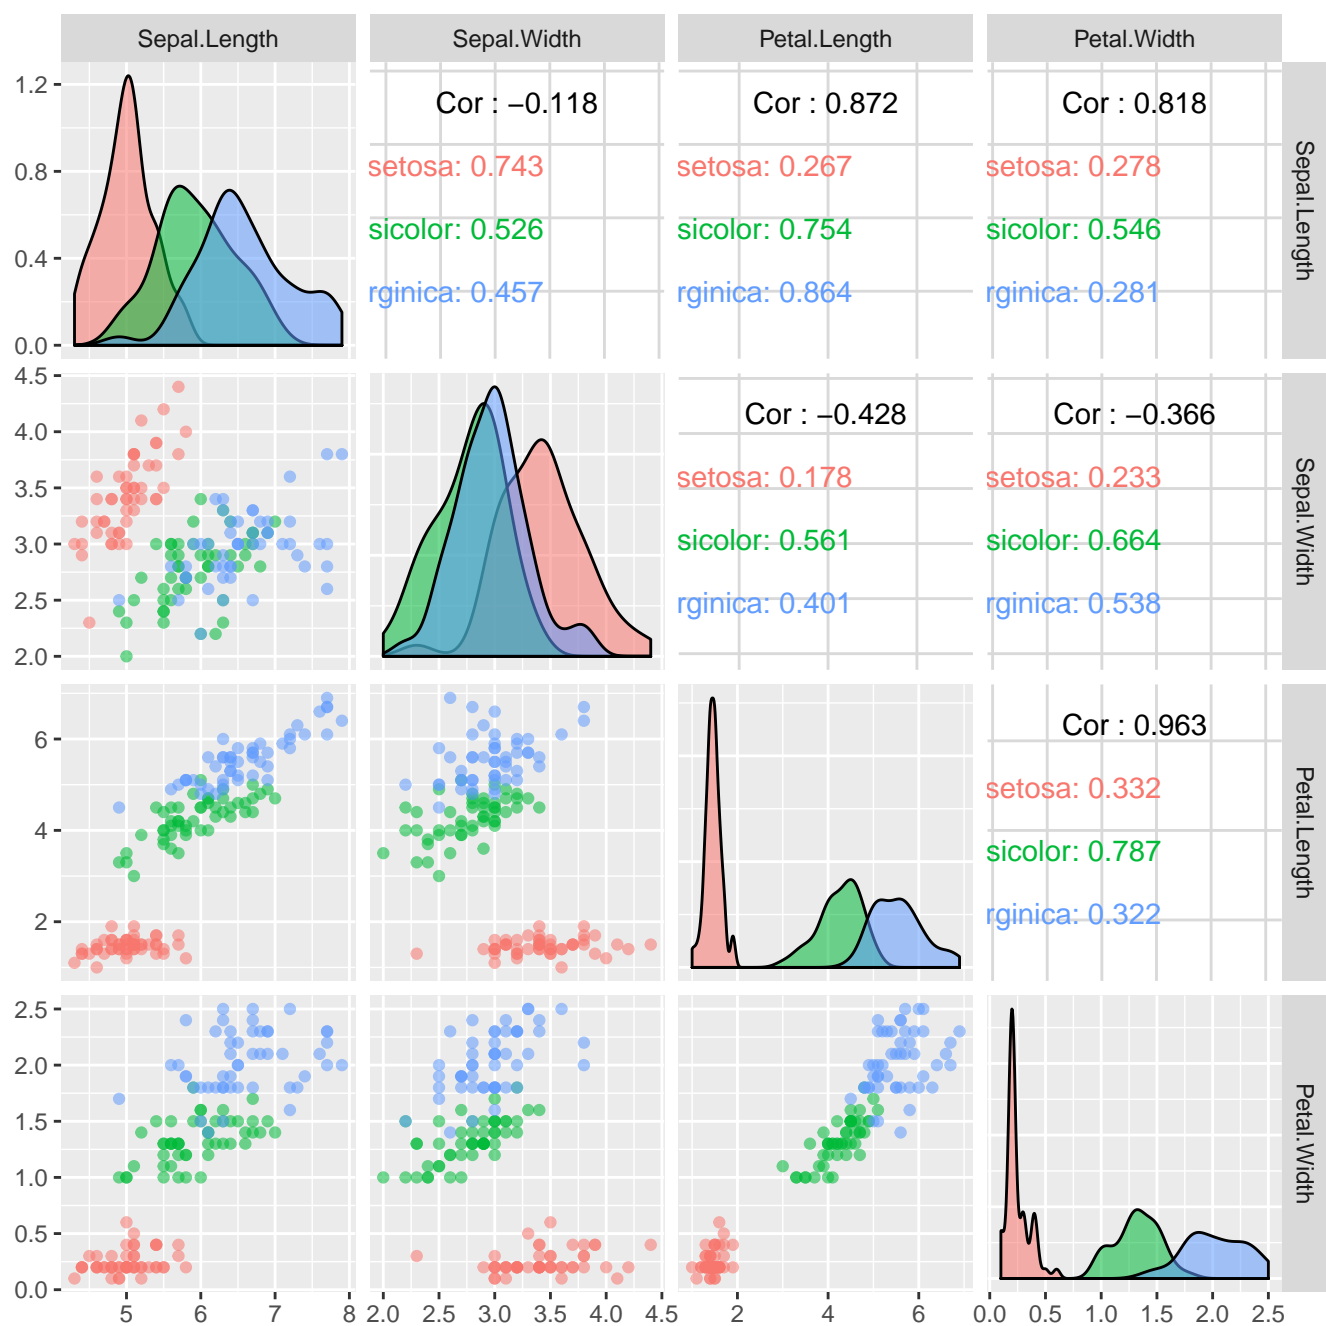 Sepal.Length Sepal.Width Petal.Length Petal.Width
1.2
0.8
0.4
0.0
Cor : −0.118
setosa: 0.743
sicolor: 0.526
rginica: 0.457
Cor : 0.872
setosa: 0.267
sicolor: 0.754
rginica: 0.864
Cor : 0.818
setosa: 0.278
sicolor: 0.546
rginica: 0.281
Sepal.Length
4.5
4.0
3.5
3.0
2.5
2.0
Cor : −0.428
setosa: 0.178
sicolor: 0.561
rginica: 0.401
Cor : −0.366
setosa: 0.233
sicolor: 0.664
rginica: 0.538
Sepal.Width
6
4
2
Cor : 0.963
setosa: 0.332
sicolor: 0.787
rginica: 0.322
Petal.Length
2.5
2.0
1.5
1.0
0.5
0.0
Petal.Width
5 6 7 8 2.0 2.5 3.0 3.5 4.0 4.5 2 4 6 0.0 0.5 1.0 1.5 2.0 2.5